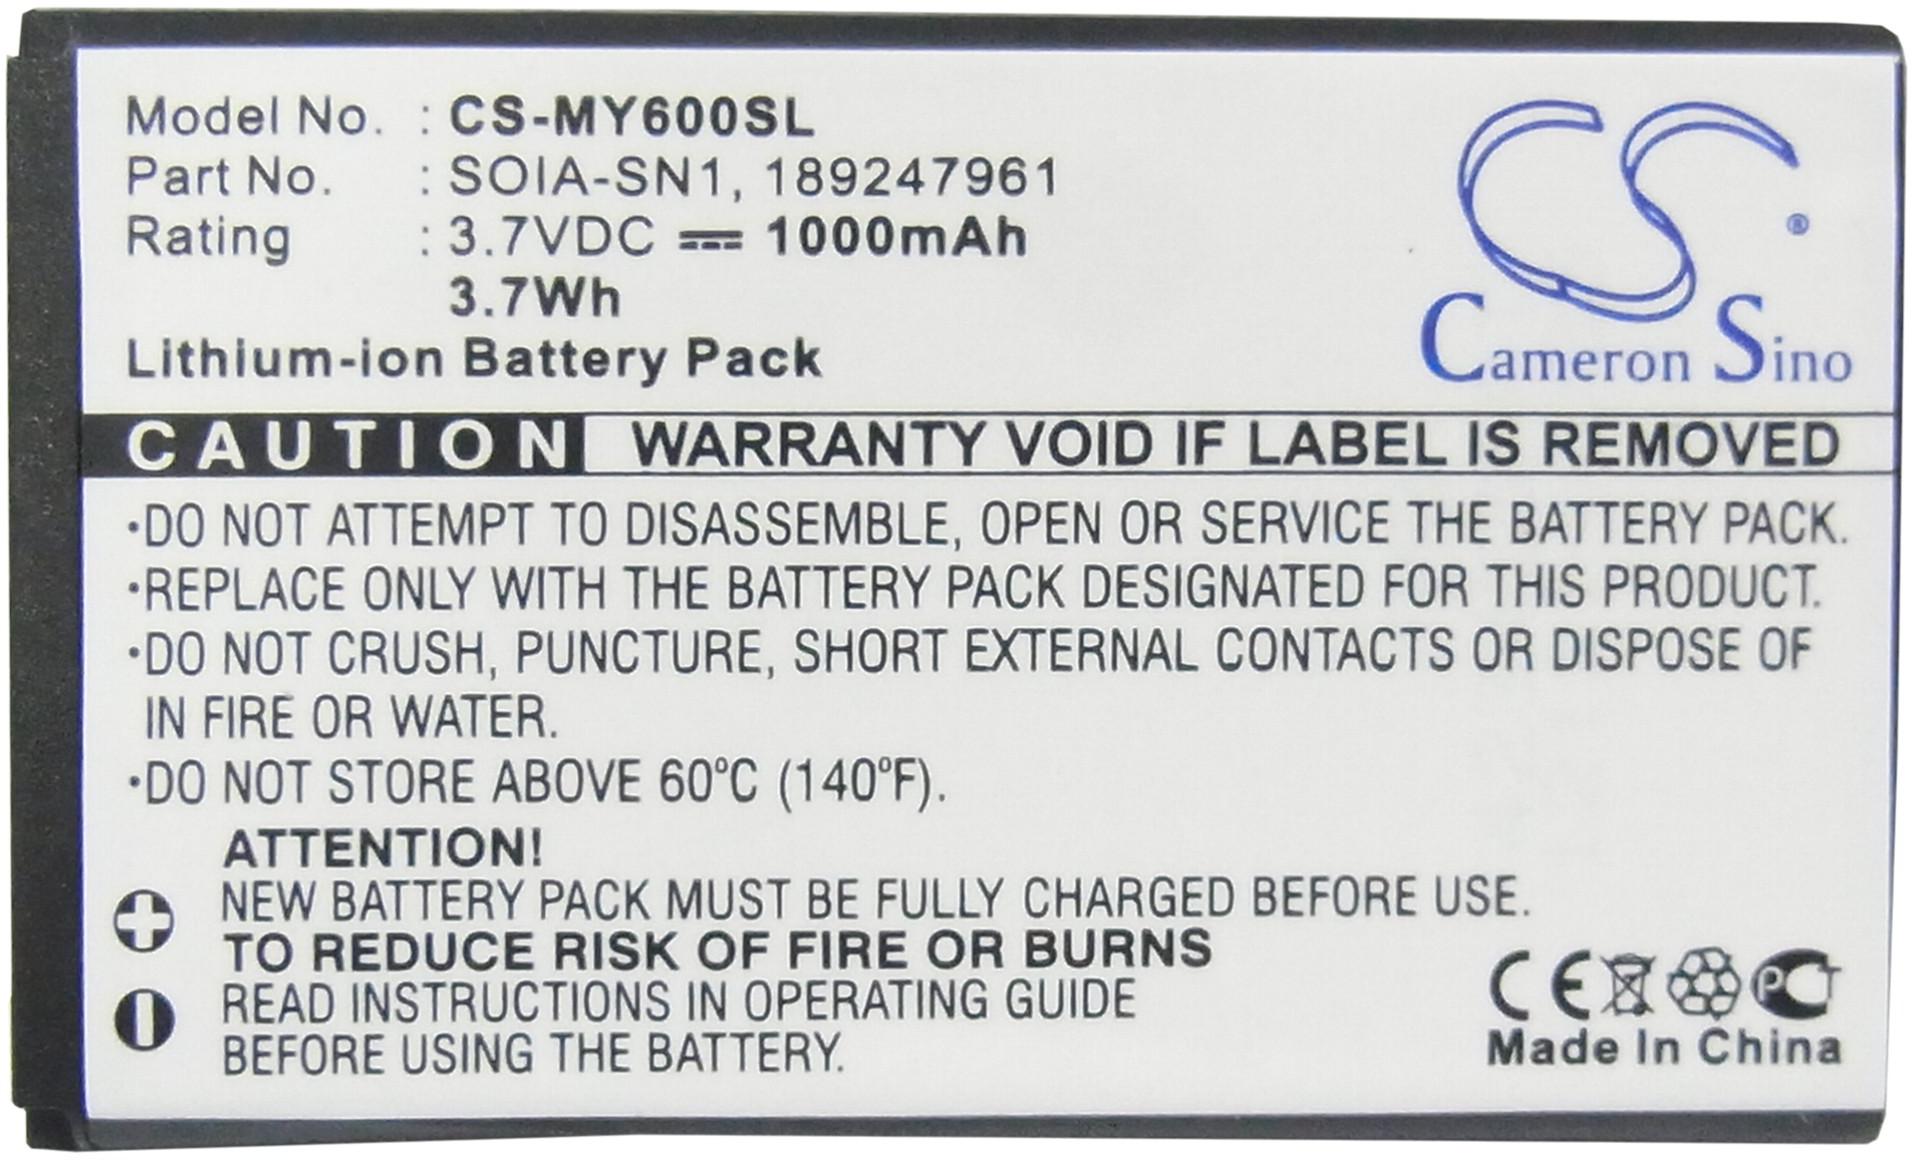 Model No. : CS-MY600SL
Part No. : SOIA-SN1, 189247961
Rating : 3.7VDC ⎓ 1000mAh
3.7Wh
Lithium-ion Battery Pack
CS ®
Cameron Sino
CAUTION WARRANTY VOID IF LABEL IS REMOVED
·DO NOT ATTEMPT TO DISASSEMBLE, OPEN OR SERVICE THE BATTERY PACK.
·REPLACE ONLY WITH THE BATTERY PACK DESIGNATED FOR THIS PRODUCT.
·DO NOT CRUSH, PUNCTURE, SHORT EXTERNAL CONTACTS OR DISPOSE OF
IN FIRE OR WATER.
·DO NOT STORE ABOVE 60°C (140°F).
ATTENTION!
NEW BATTERY PACK MUST BE FULLY CHARGED BEFORE USE.
TO REDUCE RISK OF FIRE OR BURNS
READ INSTRUCTIONS IN OPERATING GUIDE
BEFORE USING THE BATTERY.
CE PCT
Made In China